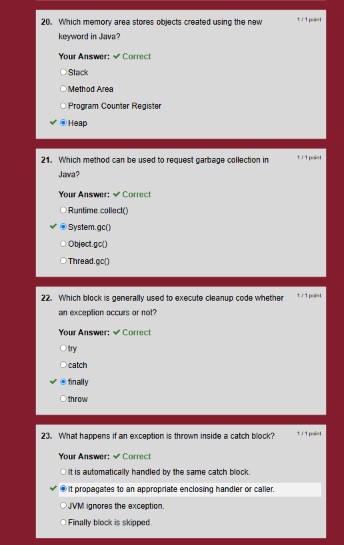 20. Which memory area stores objects created using the new
1 / 1 point
keyword in Java?
Your Answer: ✔ Correct
Stack
Method Area
Program Counter Register
Heap
21. Which method can be used to request garbage collection in
1 / 1 point
Java?
Your Answer: ✔ Correct
Runtime.collect()
System.gc()
Object.gc()
Thread.gc()
22. Which block is generally used to execute cleanup code whether
1 / 1 point
an exception occurs or not?
Your Answer: ✔ Correct
try
catch
finally
throw
23. What happens if an exception is thrown inside a catch block?
1 / 1 point
Your Answer: ✔ Correct
It is automatically handled by the same catch block.
It propagates to an appropriate enclosing handler or caller.
JVM ignores the exception.
Finally block is skipped.